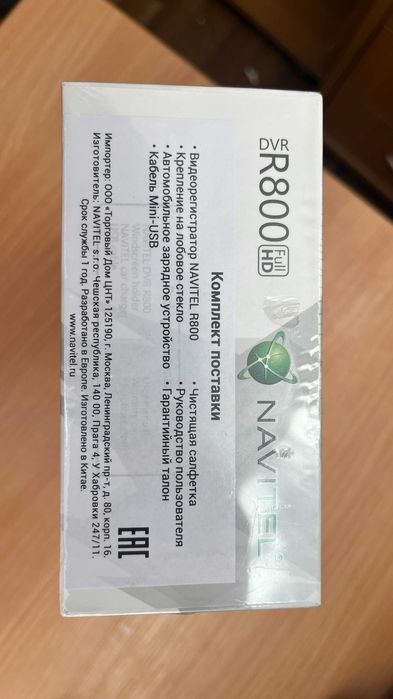 DVR
R800 Full HD
NAVITEL®
Комплект поставки
• Видеорегистратор NAVITEL R800
• Крепление на лобовое стекло
• Автомобильное зарядное устройство
• Кабель Mini-USB
• Чистящая салфетка
• Руководство пользователя
• Гарантийный талон
Импортер: ООО «Торговый Дом ЦНТ» 125190, г. Москва, Ленинградский пр-т, д. 80, корп. 16.
Изготовитель: NAVITEL s.r.o. Чешская республика, 140 00, Прага 4, У Хабровки 247/11.
Срок службы 1 год. Разработано в Европе. Изготовлено в Китае.
www.navitel.ru
EAC